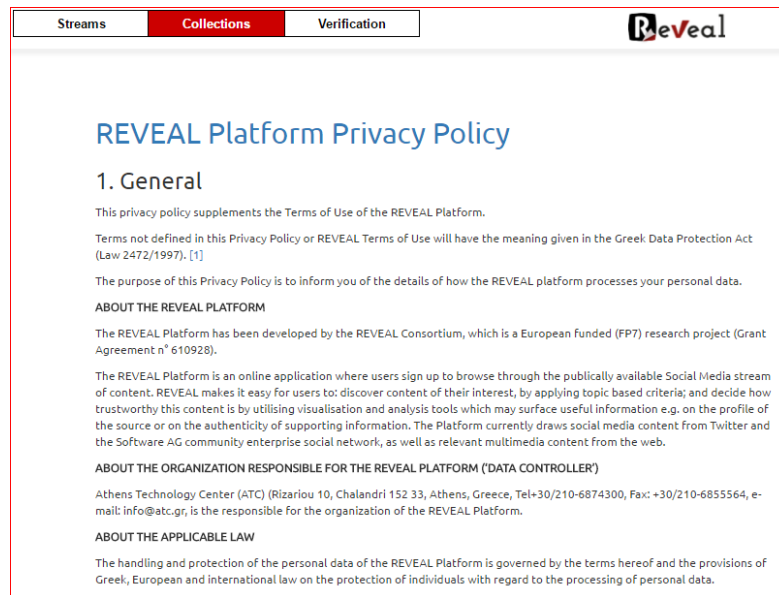 Streams Collections Verification Reveal
REVEAL Platform Privacy Policy
1. General
This privacy policy supplements the Terms of Use of the REVEAL Platform.
Terms not defined in this Privacy Policy or REVEAL Terms of Use will have the meaning given in the Greek Data Protection Act
(Law 2472/1997). [1]
The purpose of this Privacy Policy is to inform you of the details of how the REVEAL platform processes your personal data.
ABOUT THE REVEAL PLATFORM
The REVEAL Platform has been developed by the REVEAL Consortium, which is a European funded (FP7) research project (Grant
Agreement n° 610928).
The REVEAL Platform is an online application where users sign up to browse through the publically available Social Media stream
of content. REVEAL makes it easy for users to: discover content of their interest, by applying topic based criteria; and decide how
trustworthy this content is by utilising visualisation and analysis tools which may surface useful information e.g. on the profile of
the source or on the authenticity of supporting information. The Platform currently draws social media content from Twitter and
the Software AG community enterprise social network, as well as relevant multimedia content from the web.
ABOUT THE ORGANIZATION RESPONSIBLE FOR THE REVEAL PLATFORM ('DATA CONTROLLER')
Athens Technology Center (ATC) (Rizariou 10, Chalandri 152 33, Athens, Greece, Tel+30/210-6874300, Fax: +30/210-6855564, e-
mail: info@atc.gr, is the responsible for the organization of the REVEAL Platform.
ABOUT THE APPLICABLE LAW
The handling and protection of the personal data of the REVEAL Platform is governed by the terms hereof and the provisions of
Greek, European and international law on the protection of individuals with regard to the processing of personal data.